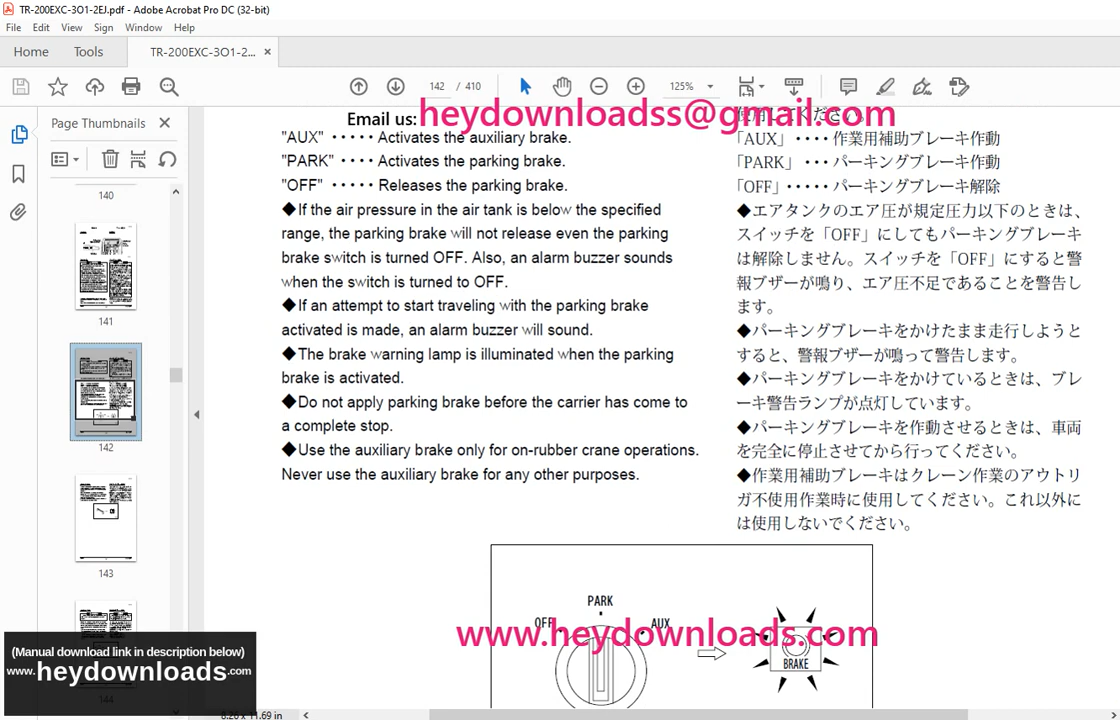 TR-200EXC-3O1-2EJ.pdf - Adobe Acrobat Pro DC (32-bit)
File Edit View Sign Window Help
Home Tools TR-200EXC-3O1-2... ×
142 / 410 125%
Page Thumbnails
140
141
142
143
144
Email us:heydownloadss@gmail.com
"AUX" ····· Activates the auxiliary brake.
"PARK" ···· Activates the parking brake.
"OFF" ····· Releases the parking brake.
◆If the air pressure in the air tank is below the specified
range, the parking brake will not release even the parking
brake switch is turned OFF. Also, an alarm buzzer sounds
when the switch is turned to OFF.
◆If an attempt to start traveling with the parking brake
activated is made, an alarm buzzer will sound.
◆The brake warning lamp is illuminated when the parking
brake is activated.
◆Do not apply parking brake before the carrier has come to
a complete stop.
◆Use the auxiliary brake only for on-rubber crane operations.
Never use the auxiliary brake for any other purposes.
使用してください。
「AUX」 ···· 作業用補助ブレーキ作動
「PARK」 ··· パーキングブレーキ作動
「OFF」····· パーキングブレーキ解除
◆エアタンクのエア圧が規定圧力以下のときは、
スイッチを「OFF」にしてもパーキングブレーキ
は解除しません。スイッチを「OFF」にすると警
報ブザーが鳴り、エア圧不足であることを警告し
ます。
◆パーキングブレーキをかけたまま走行しようと
すると、警報ブザーが鳴って警告します。
◆パーキングブレーキをかけているときは、ブレ
ーキ警告ランプが点灯しています。
◆パーキングブレーキを作動させるときは、車両
を完全に停止させてから行ってください。
◆作業用補助ブレーキはクレーン作業のアウトリ
ガ不使用作業時に使用してください。これ以外に
は使用しないでください。
PARK
OFF
AUX
BRAKE
www.heydownloads.com
(Manual download link in description below)
www.heydownloads.com
8.26 x 11.69 in